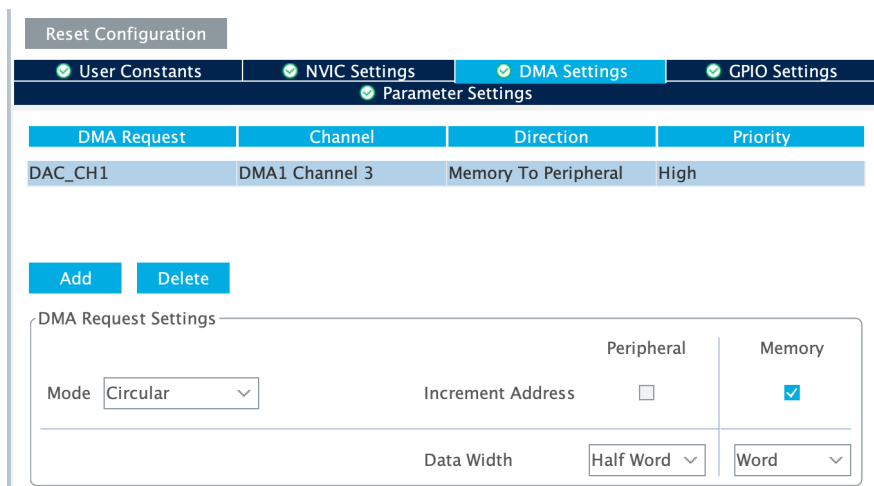 Reset Configuration
User Constants NVIC Settings DMA Settings GPIO Settings
Parameter Settings
DMA Request Channel Direction Priority
DAC_CH1 DMA1 Channel 3 Memory To Peripheral High
Add Delete
DMA Request Settings
Peripheral Memory
Mode Circular Increment Address
Data Width Half Word Word